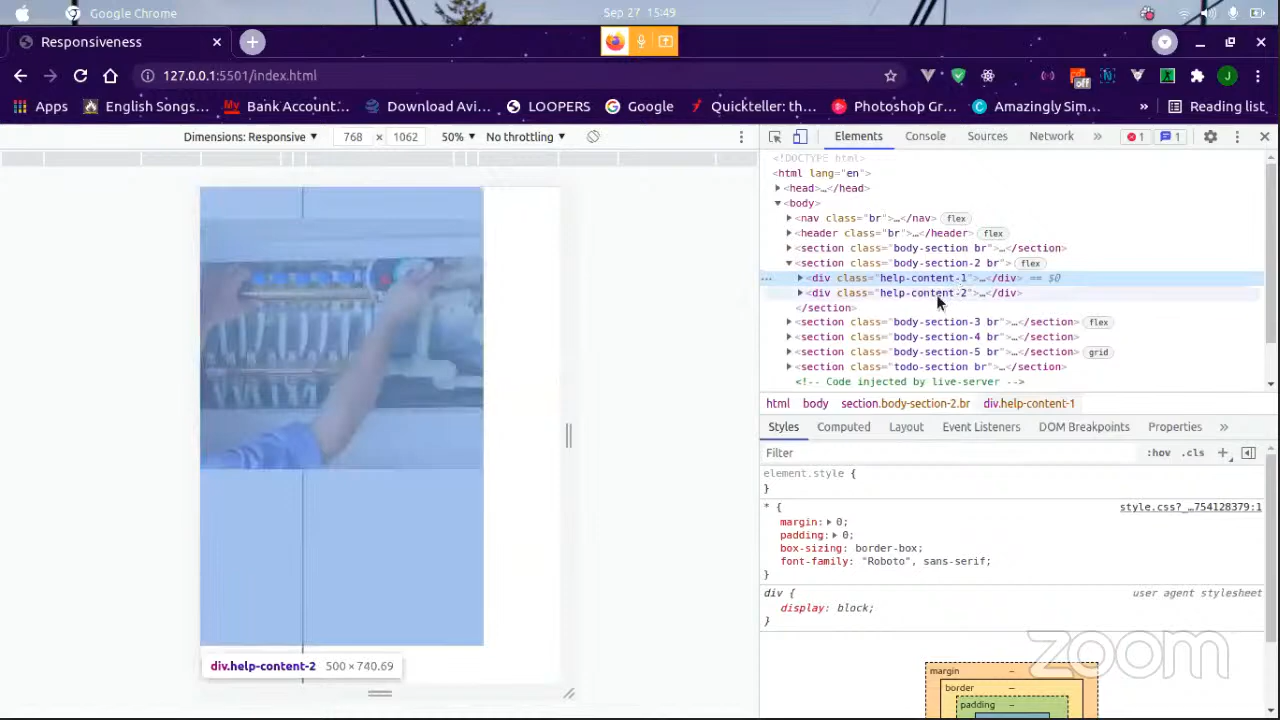 Google Chrome
Sep 27 15:49
Responsiveness
127.0.0.1:5501/index.html
J
Apps
English Songs...
My Bank Account:...
Download Avi...
LOOPERS
Google
Quickteller: th...
Photoshop Gr...
Amazingly Sim...
»
Reading list
Dimensions: Responsive
768 × 1062
50%
No throttling
Elements
Console
Sources
Network
»
1
1
<!DOCTYPE html>
<html lang="en">
<head>…</head>
<body>
<nav class="br">…</nav> flex
<header class="br">…</header> flex
<section class="body-section br">…</section>
<section class="body-section-2 br"> flex
<div class="help-content-1">…</div> == $0
<div class="help-content-2">…</div>
</section>
<section class="body-section-3 br">…</section> flex
<section class="body-section-4 br">…</section>
<section class="body-section-5 br">…</section> grid
<section class="todo-section br">…</section>
<!-- Code injected by live-server -->
html body section.body-section-2.br div.help-content-1
Styles
Computed
Layout
Event Listeners
DOM Breakpoints
Properties
»
Filter
:hov .cls
element.style {
}
* {
style.css?_…754128379:1
margin: 0;
padding: 0;
box-sizing: border-box;
font-family: "Roboto", sans-serif;
}
div {
user agent stylesheet
display: block;
}
margin –
border –
padding –
div.help-content-2 500 × 740.69
zoom